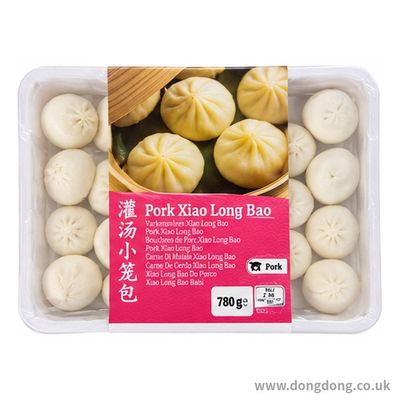 灌汤小笼包
Pork Xiao Long Bao
Varkensvlees Xiao Long Bao
Pork Xiao Long Bao
Bouchées de Porc Xiao Long Bao
Pork Xiao Long Bao
Carne Di Maiale Xiao Long Bao
Carne De Cerdo Xiao Long Bao
Xiao Long Bao Do Porco
Xiao Long Bao Babi
Pork
780g e
www.dongdong.co.uk